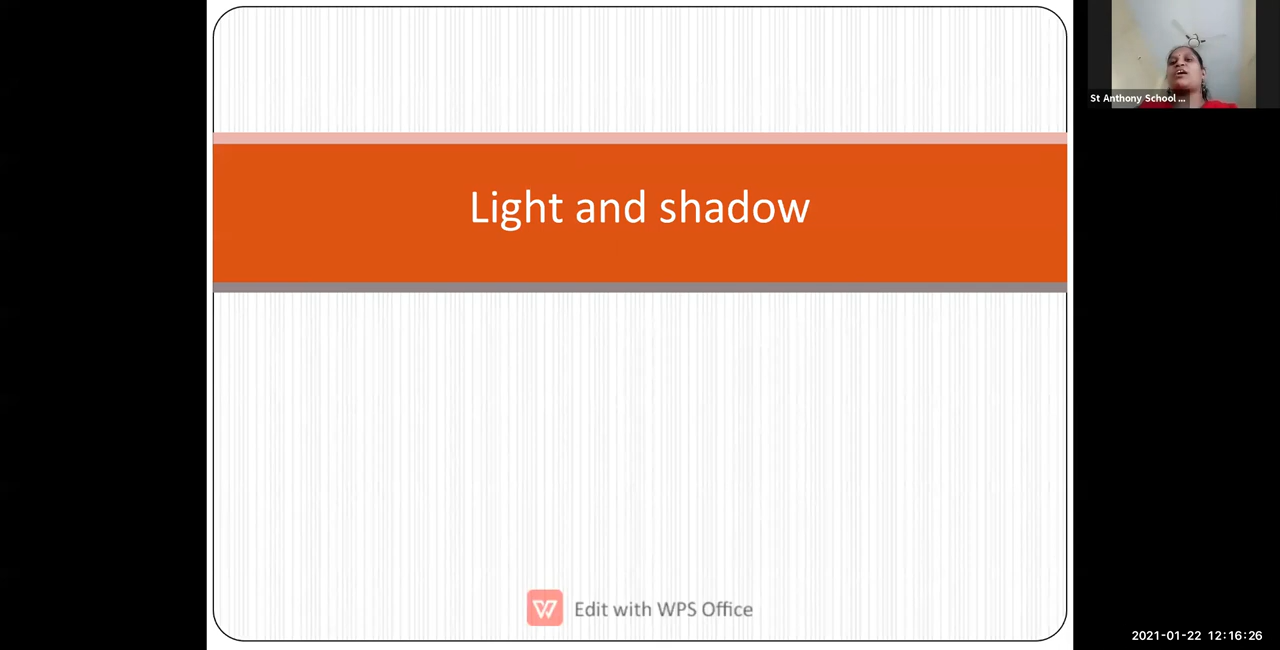 St Anthony School ...
Light and shadow
Edit with WPS Office
2021-01-22 12:16:26